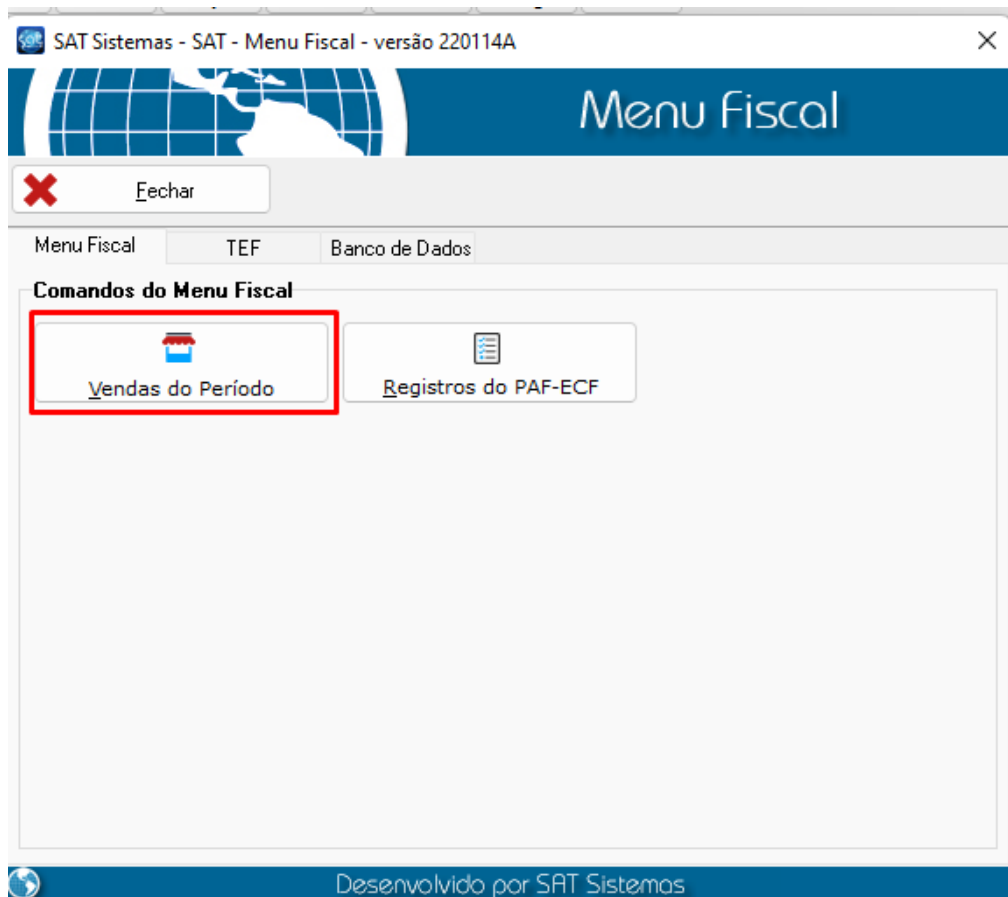 SAT Sistemas - SAT - Menu Fiscal - versão 220114A
Menu Fiscal
Fechar
Menu Fiscal TEF Banco de Dados
Comandos do Menu Fiscal
Vendas do Período Registros do PAF-ECF
Desenvolvido por SAT Sistemas